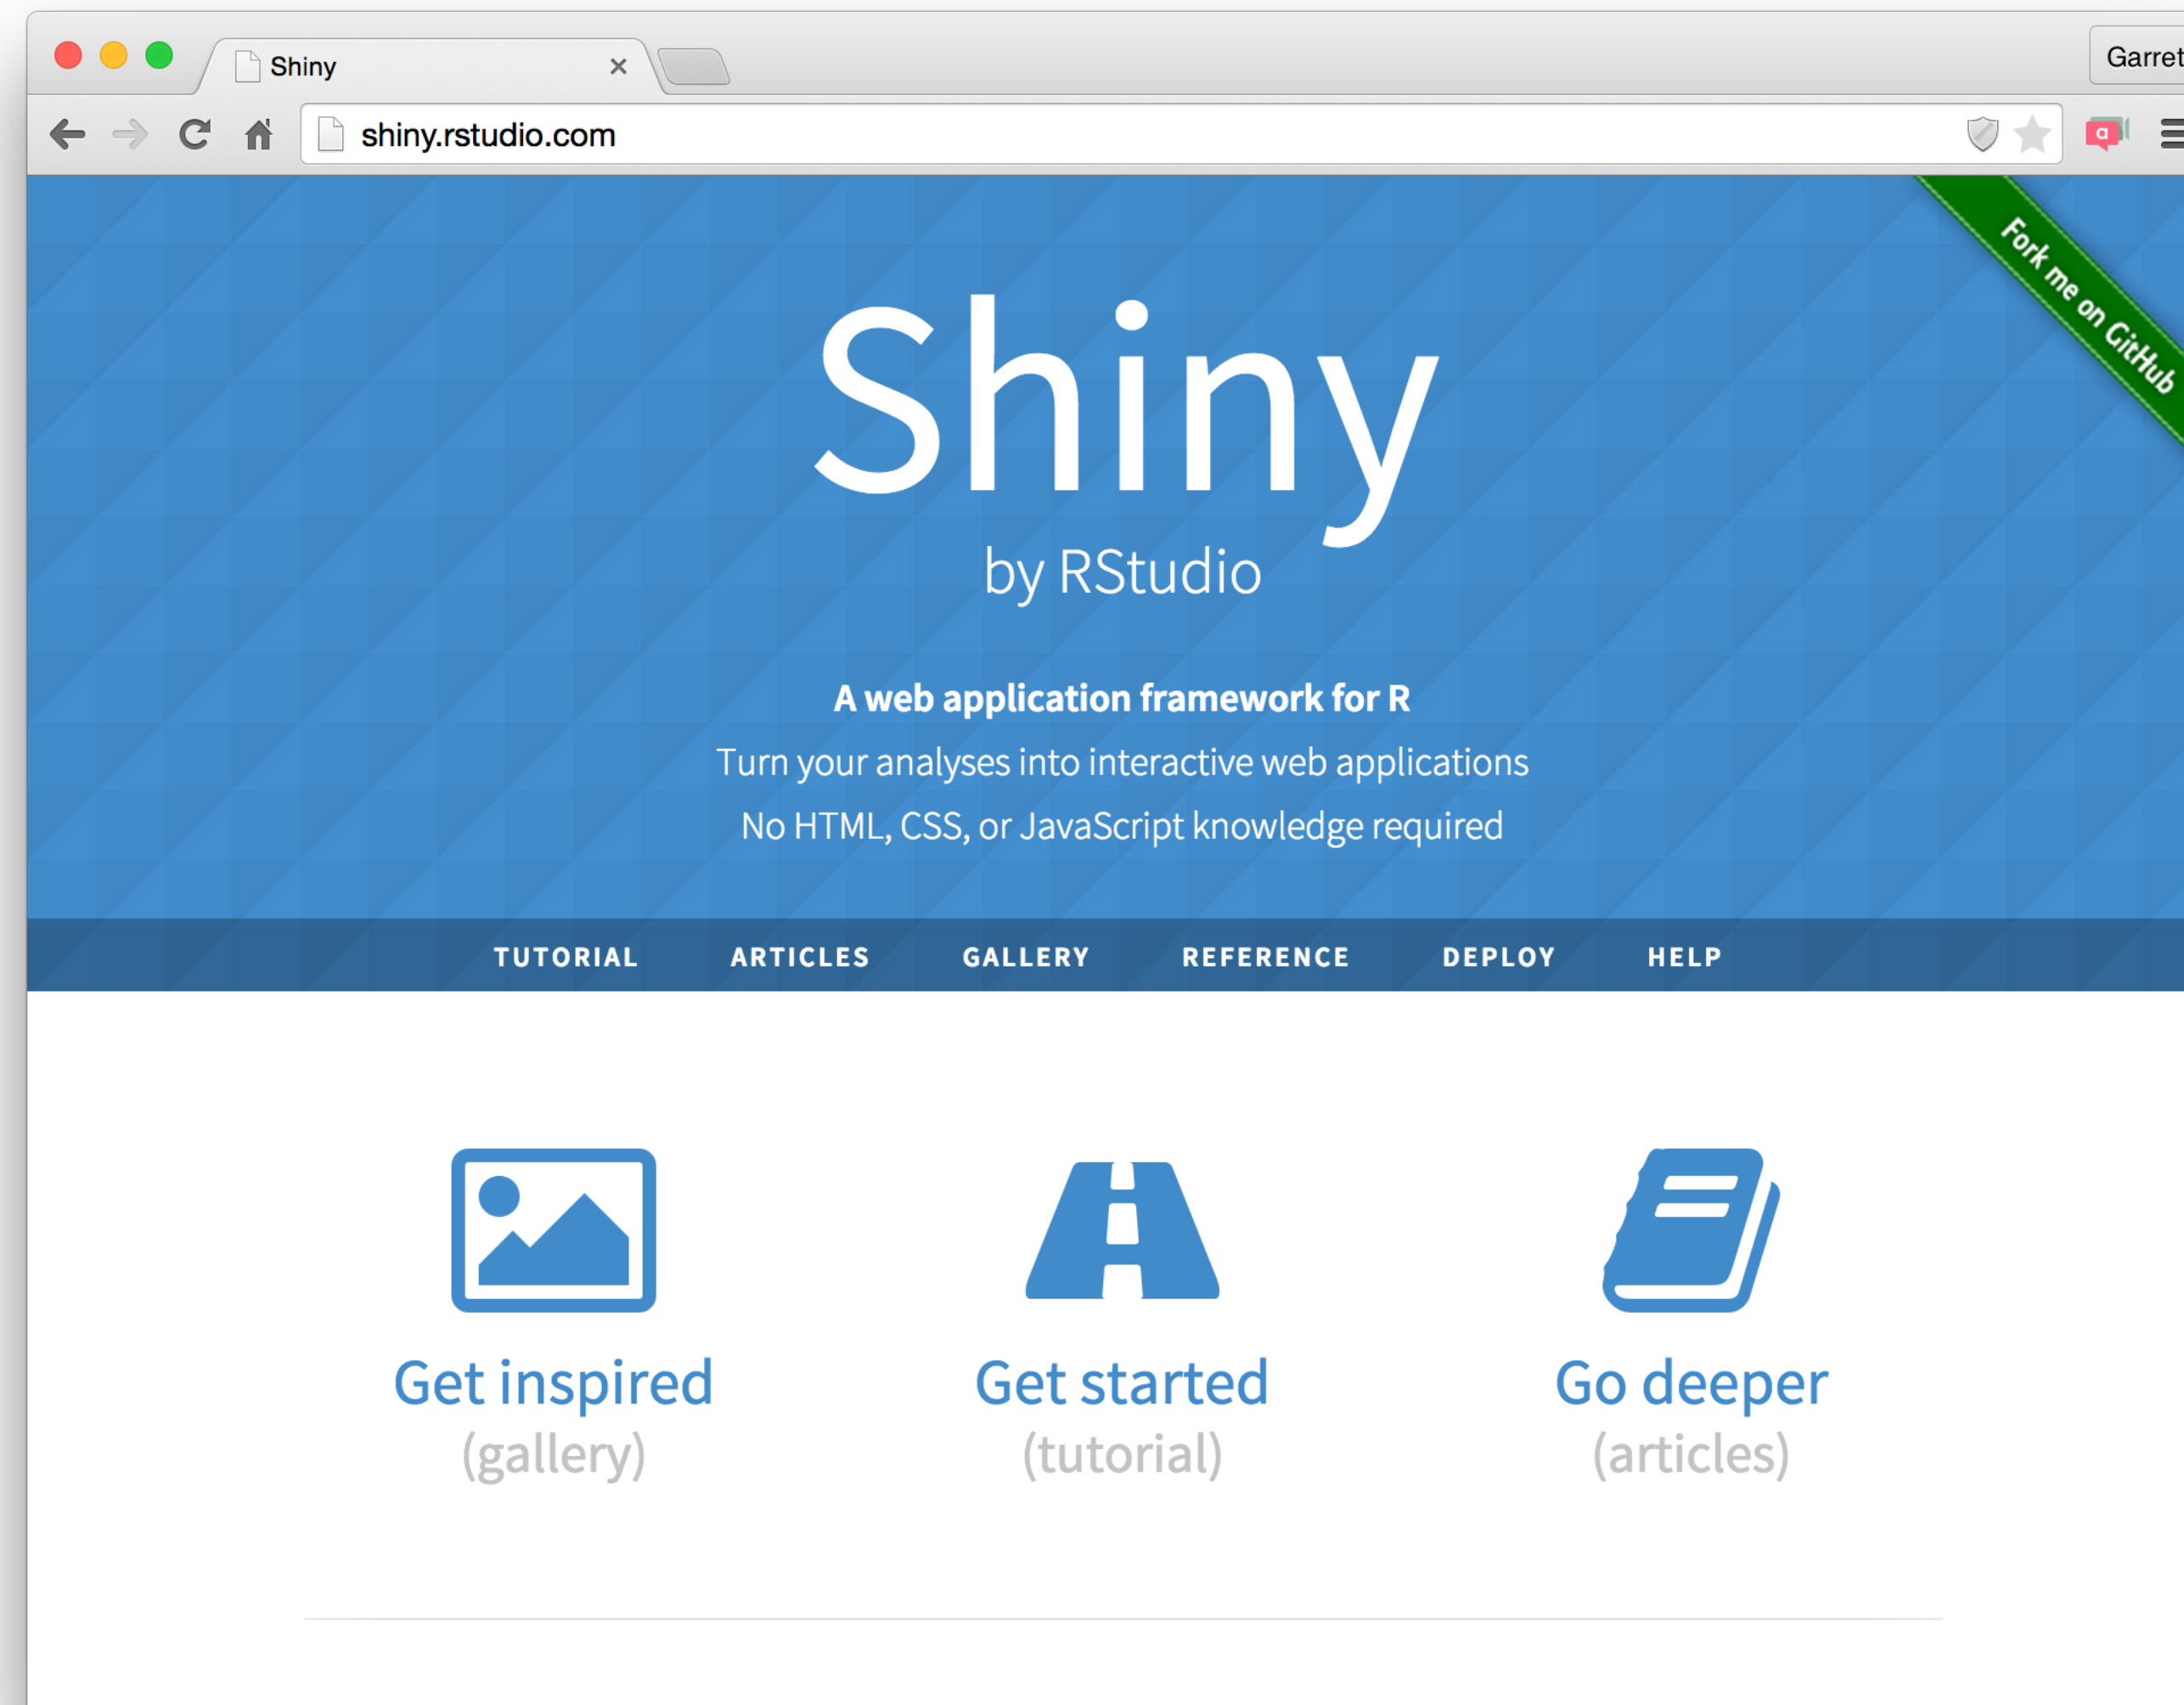 Shiny
Garret
shiny.rstudio.com
a
Fork me on GitHub
Shiny
by RStudio
A web application framework for R
Turn your analyses into interactive web applications
No HTML, CSS, or JavaScript knowledge required
TUTORIAL ARTICLES GALLERY REFERENCE DEPLOY HELP
Get inspired
(gallery)
Get started
(tutorial)
Go deeper
(articles)